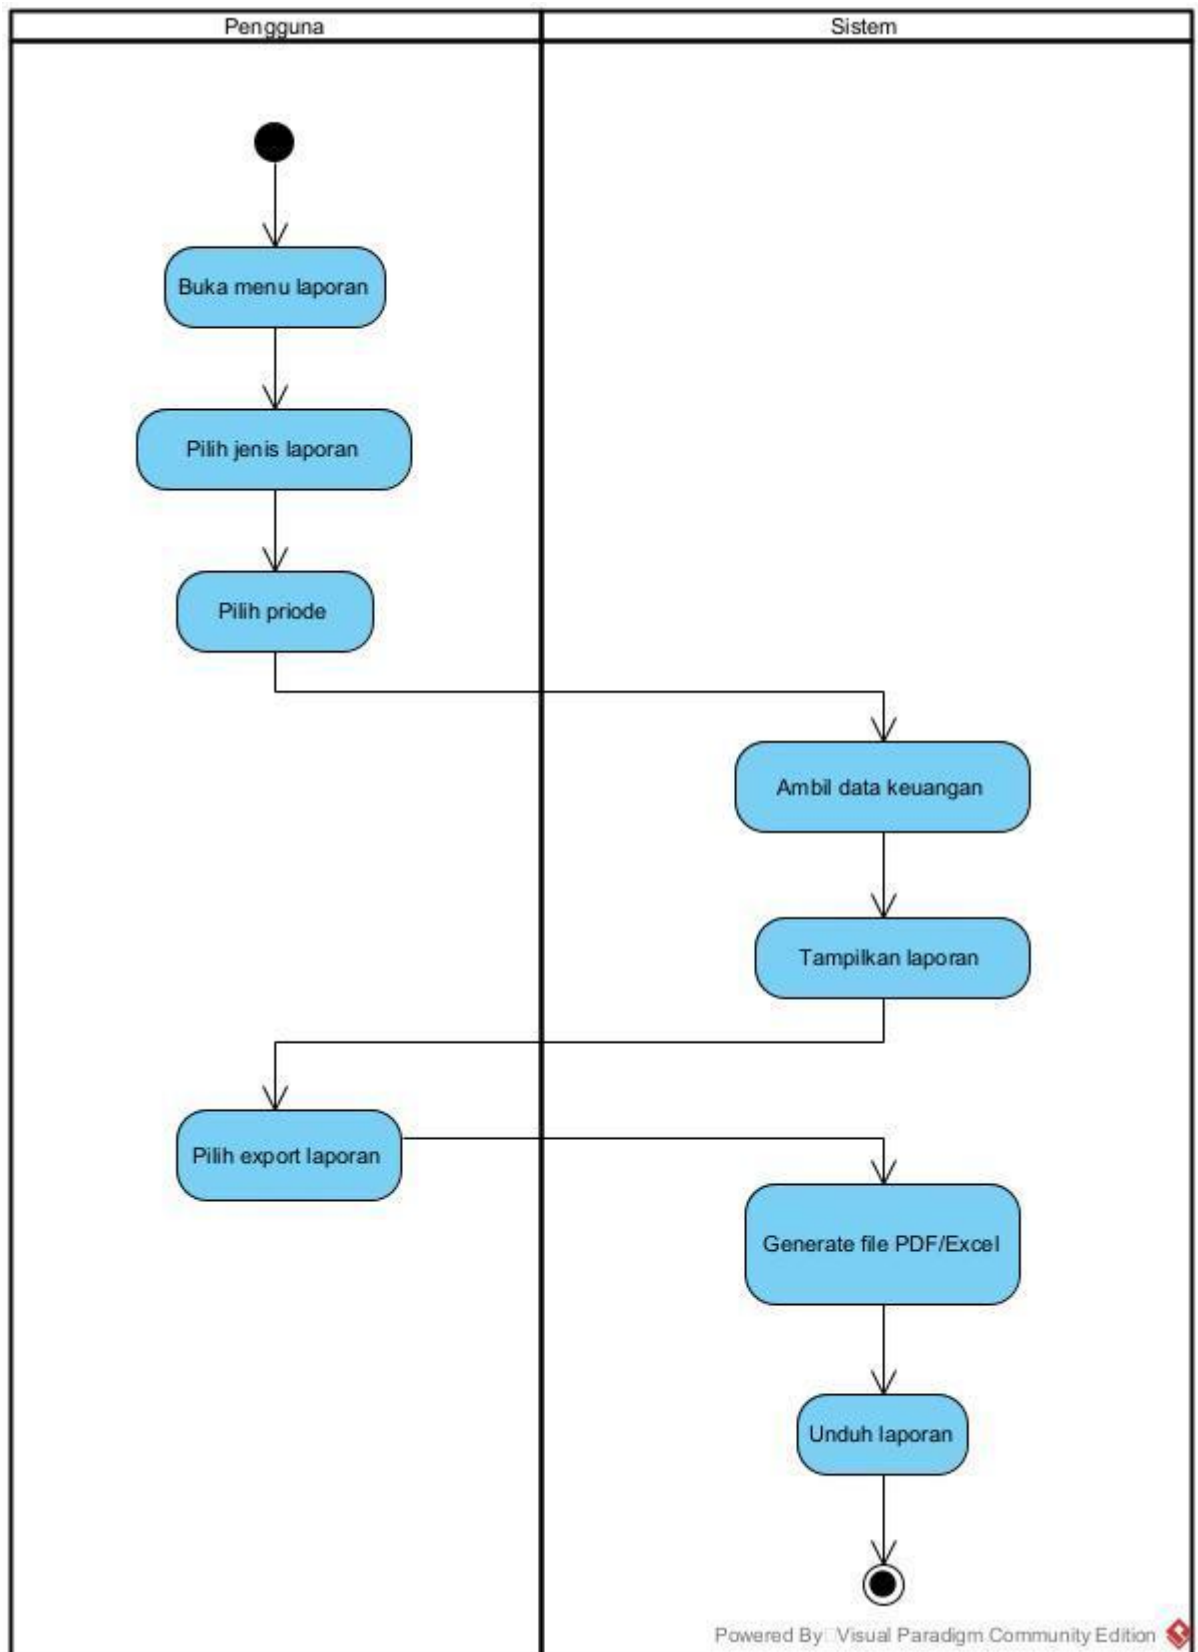 Pengguna
Sistem
Buka menu laporan
Pilih jenis laporan
Pilih priode
Ambil data keuangan
Tampilkan laporan
Pilih export laporan
Generate file PDF/Excel
Unduh laporan
Powered By Visual Paradigm Community Edition